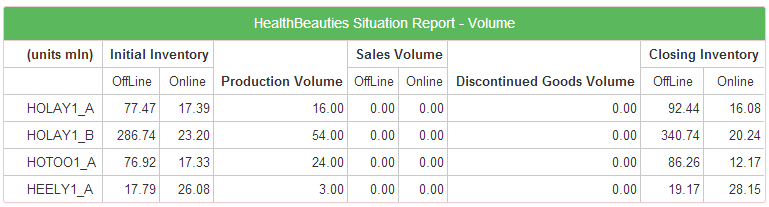 HealthBeauties Situation Report - Volume
(units mln) Initial Inventory Production Volume Sales Volume Discontinued Goods Volume Closing Inventory
OffLine Online OffLine Online OffLine Online
HOLAY1_A 77.47 17.39 16.00 0.00 0.00 0.00 92.44 16.08
HOLAY1_B 286.74 23.20 54.00 0.00 0.00 0.00 340.74 20.24
HOTOO1_A 76.92 17.33 24.00 0.00 0.00 0.00 86.26 12.17
HEELY1_A 17.79 26.08 3.00 0.00 0.00 0.00 19.17 28.15